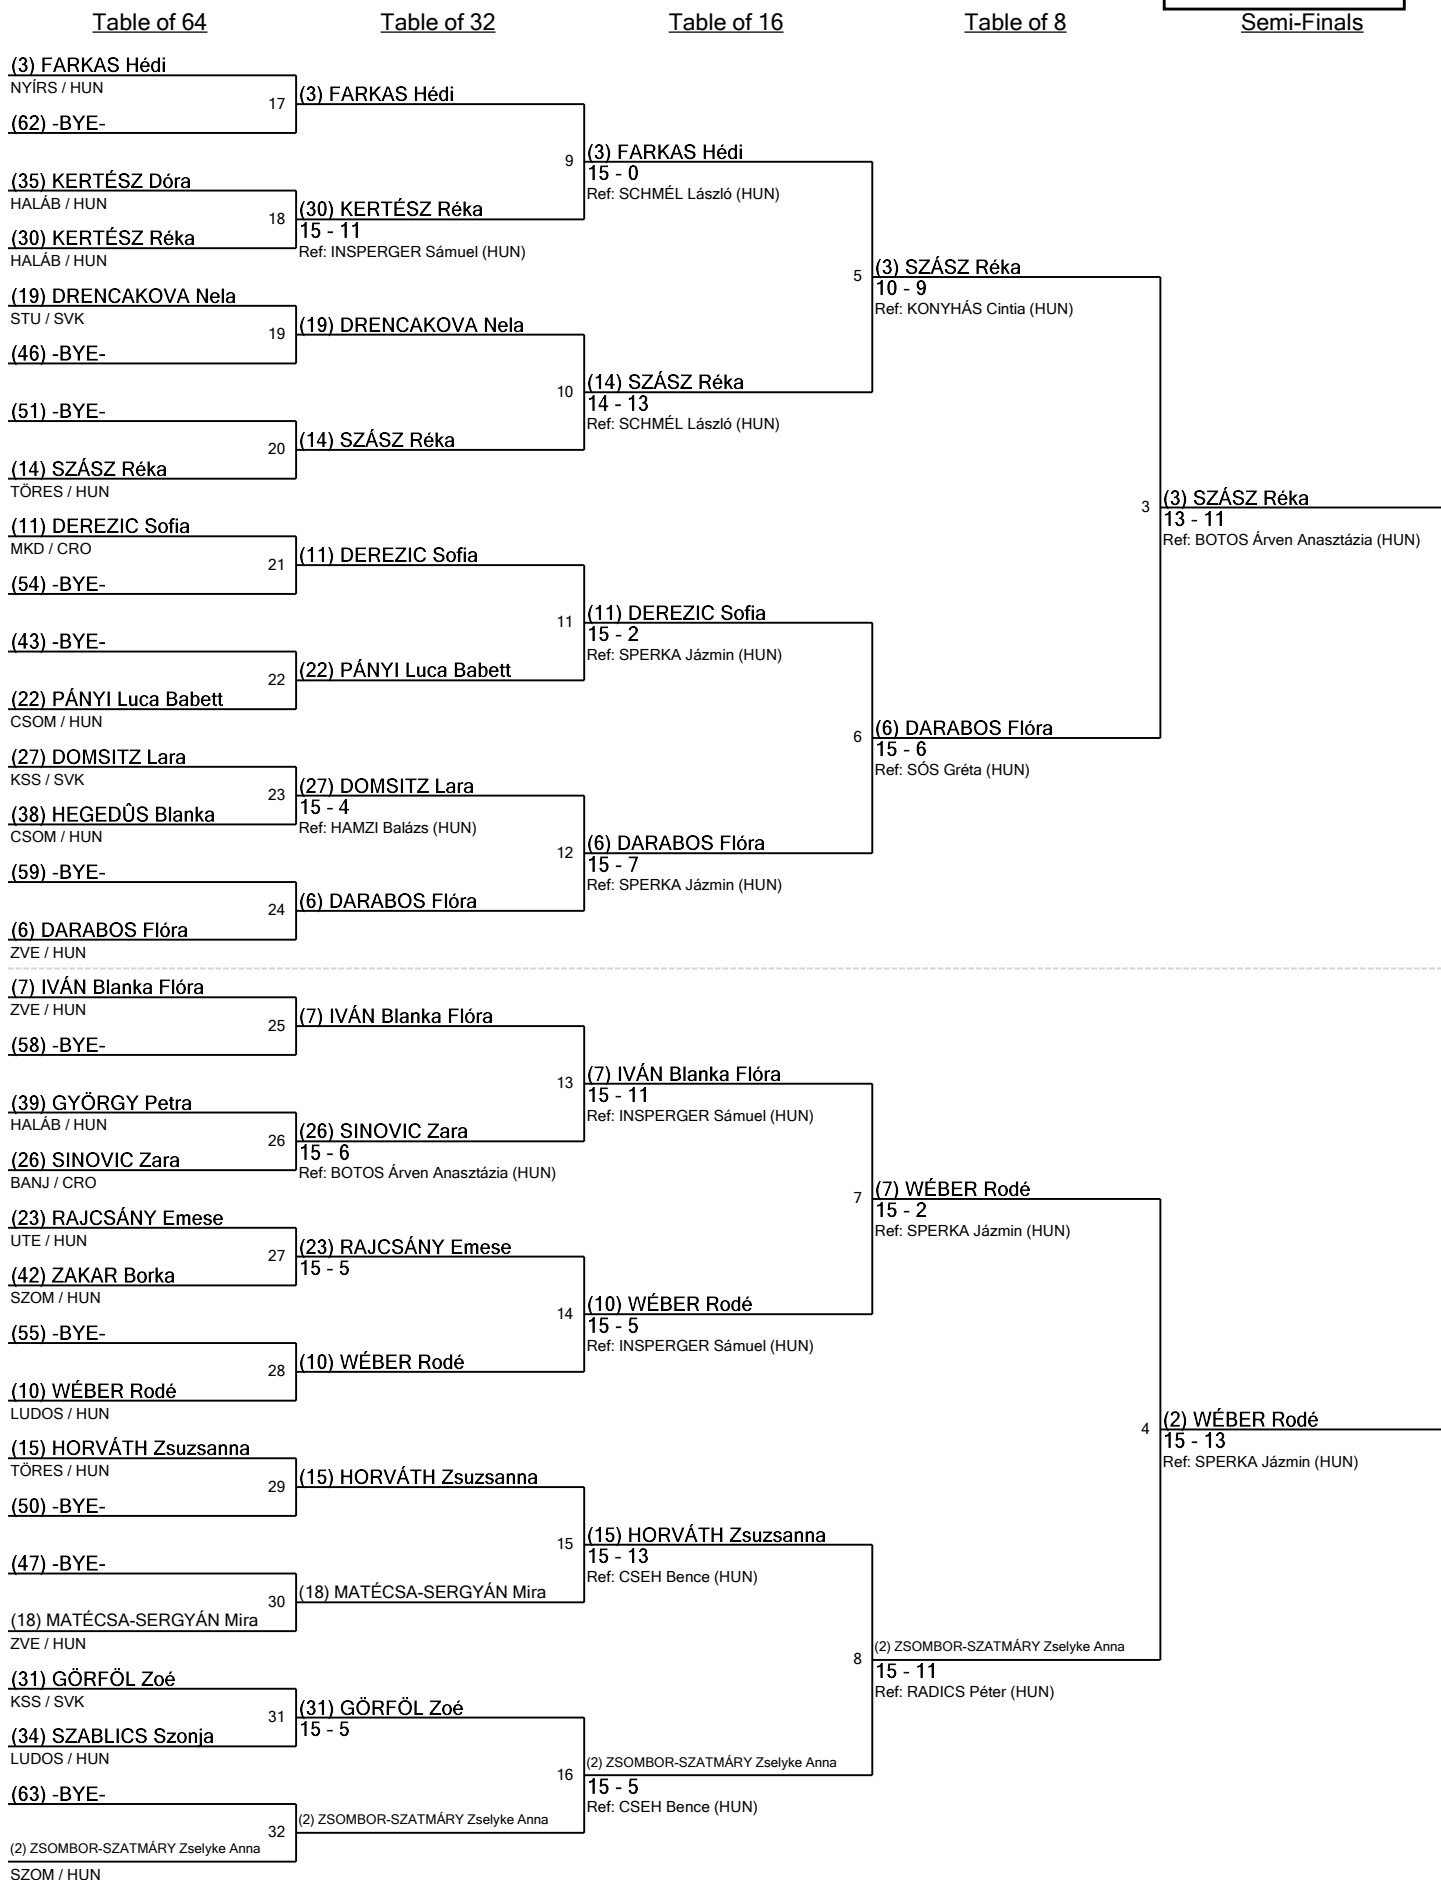 Table of 64
Table of 32
Table of 16
Table of 8
Semi-Finals
(3) FARKAS Hédi
NYÍRS / HUN
17
(62) -BYE-
(35) KERTÉSZ Dóra
HALÁB / HUN
18
(30) KERTÉSZ Réka
HALÁB / HUN
(19) DRENCAKOVA Nela
STU / SVK
19
(46) -BYE-
(51) -BYE-
20
(14) SZÁSZ Réka
TÖRES / HUN
(11) DEREZIC Sofia
MKD / CRO
21
(54) -BYE-
(43) -BYE-
22
(22) PÁNYI Luca Babett
CSOM / HUN
(27) DOMSITZ Lara
KSS / SVK
23
(38) HEGEDÛS Blanka
CSOM / HUN
(59) -BYE-
24
(6) DARABOS Flóra
ZVE / HUN
(7) IVÁN Blanka Flóra
ZVE / HUN
25
(58) -BYE-
(39) GYÖRGY Petra
HALÁB / HUN
26
(26) SINOVIC Zara
BANJ / CRO
(23) RAJCSÁNY Emese
UTE / HUN
27
(42) ZAKAR Borka
SZOM / HUN
(55) -BYE-
28
(10) WÉBER Rodé
LUDOS / HUN
(15) HORVÁTH Zsuzsanna
TÖRES / HUN
29
(50) -BYE-
(47) -BYE-
30
(18) MATÉCSA-SERGYÁN Mira
ZVE / HUN
(31) GÖRFÖL Zoé
KSS / SVK
31
(34) SZABLICS Szonja
LUDOS / HUN
(63) -BYE-
32
(2) ZSOMBOR-SZATMÁRY Zselyke Anna
SZOM / HUN
(3) FARKAS Hédi
9
(30) KERTÉSZ Réka
15 - 11
Ref: INSPERGER Sámuel (HUN)
(19) DRENCAKOVA Nela
10
(14) SZÁSZ Réka
(11) DEREZIC Sofia
11
(22) PÁNYI Luca Babett
(27) DOMSITZ Lara
15 - 4
Ref: HAMZI Balázs (HUN)
12
(6) DARABOS Flóra
(7) IVÁN Blanka Flóra
13
(26) SINOVIC Zara
15 - 6
Ref: BOTOS Árven Anasztázia (HUN)
(23) RAJCSÁNY Emese
15 - 5
14
(10) WÉBER Rodé
(15) HORVÁTH Zsuzsanna
15
(18) MATÉCSA-SERGYÁN Mira
(31) GÖRFÖL Zoé
15 - 5
16
(2) ZSOMBOR-SZATMÁRY Zselyke Anna
(3) FARKAS Hédi
15 - 0
Ref: SCHMÉL László (HUN)
5
(14) SZÁSZ Réka
14 - 13
Ref: SCHMÉL László (HUN)
(11) DEREZIC Sofia
15 - 2
Ref: SPERKA Jázmin (HUN)
6
(6) DARABOS Flóra
15 - 7
Ref: SPERKA Jázmin (HUN)
(7) IVÁN Blanka Flóra
15 - 11
Ref: INSPERGER Sámuel (HUN)
7
(10) WÉBER Rodé
15 - 5
Ref: INSPERGER Sámuel (HUN)
(15) HORVÁTH Zsuzsanna
15 - 13
Ref: CSEH Bence (HUN)
8
(2) ZSOMBOR-SZATMÁRY Zselyke Anna
15 - 5
Ref: CSEH Bence (HUN)
(3) SZÁSZ Réka
10 - 9
Ref: KONYHÁS Cintia (HUN)
3
(6) DARABOS Flóra
15 - 6
Ref: SÓS Gréta (HUN)
(7) WÉBER Rodé
15 - 2
Ref: SPERKA Jázmin (HUN)
4
(2) ZSOMBOR-SZATMÁRY Zselyke Anna
15 - 11
Ref: RADICS Péter (HUN)
(3) SZÁSZ Réka
13 - 11
Ref: BOTOS Árven Anasztázia (HUN)
(2) WÉBER Rodé
15 - 13
Ref: SPERKA Jázmin (HUN)